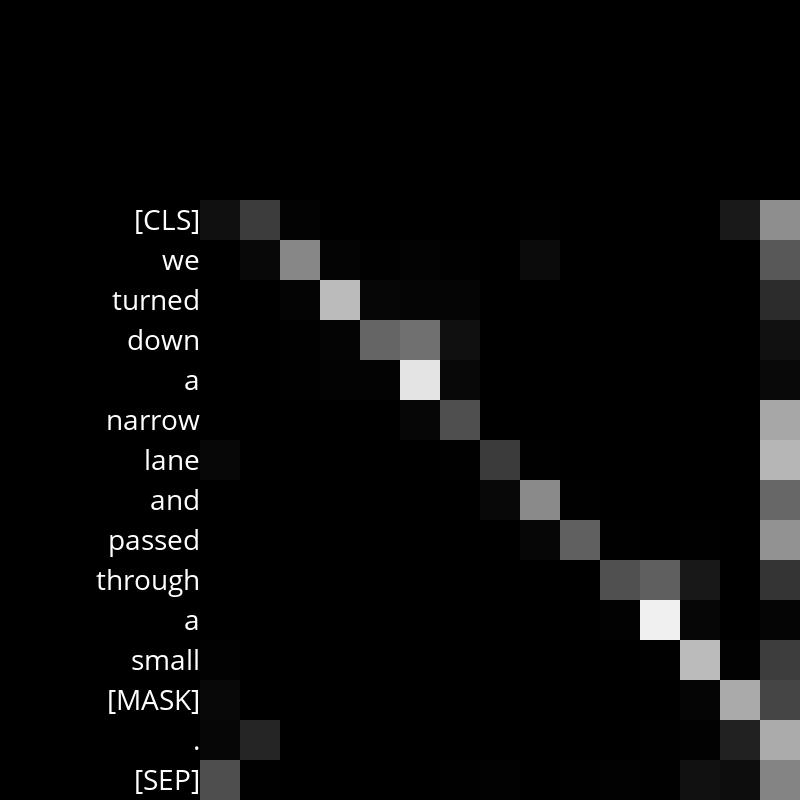 [CLS]
we
turned
down
a
narrow
lane
and
passed
through
a
small
[MASK]
.
[SEP]